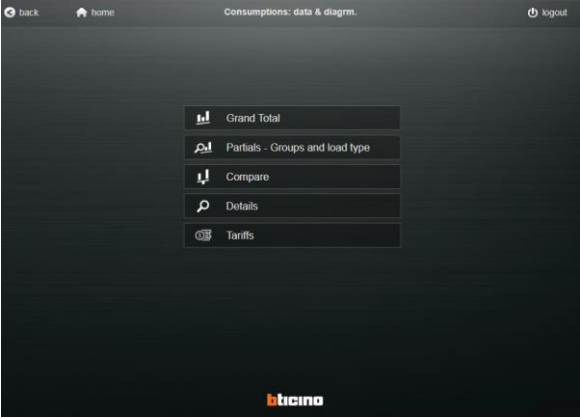 back home Consumptions: data & diagrm. logout
Grand Total
Partials - Groups and load type
Compare
Details
Tariffs
bticino